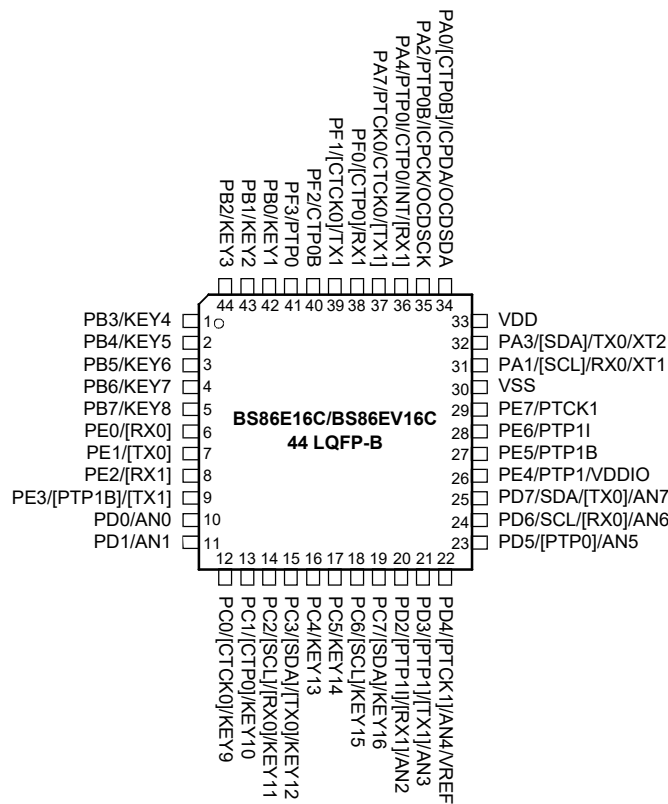 PA0/[CTP0B]/ICPDA/OCDSDA
PA2/PTP0B/ICPCK/OCDSCK
PA4/PTP0I/CTP0/INT/[RX1]
PA7/PTCK0/CTCK0/[TX1]
PF0/[CTP0]/RX1
PF1/[CTCK0]/TX1
PF2/CTP0B
PF3/PTP0
PB0/KEY1
PB1/KEY2
PB2/KEY3
44 43 42 41 40 39 38 37 36 35 34
PB3/KEY4 1
PB4/KEY5 2
PB5/KEY6 3
PB6/KEY7 4
PB7/KEY8 5
PE0/[RX0] 6
PE1/[TX0] 7
PE2/[RX1] 8
PE3/[PTP1B]/[TX1] 9
PD0/AN0 10
PD1/AN1 11
BS86E16C/BS86EV16C
44 LQFP-B
33 VDD
32 PA3/[SDA]/TX0/XT2
31 PA1/[SCL]/RX0/XT1
30 VSS
29 PE7/PTCK1
28 PE6/PTP1I
27 PE5/PTP1B
26 PE4/PTP1/VDDIO
25 PD7/SDA/[TX0]/AN7
24 PD6/SCL/[RX0]/AN6
23 PD5/[PTP0]/AN5
12 13 14 15 16 17 18 19 20 21 22
PD4/[PTCK1]/AN4/VREF
PD3/[PTP1]/[TX1]/AN3
PD2/[PTP1I]/[RX1]/AN2
PC7/[SDA]/KEY16
PC6/[SCL]/KEY15
PC5/KEY14
PC4/KEY13
PC3/[SDA]/[TX0]/KEY12
PC2/[SCL]/[RX0]/KEY11
PC1/[CTP0]/KEY10
PC0/[CTCK0]/KEY9